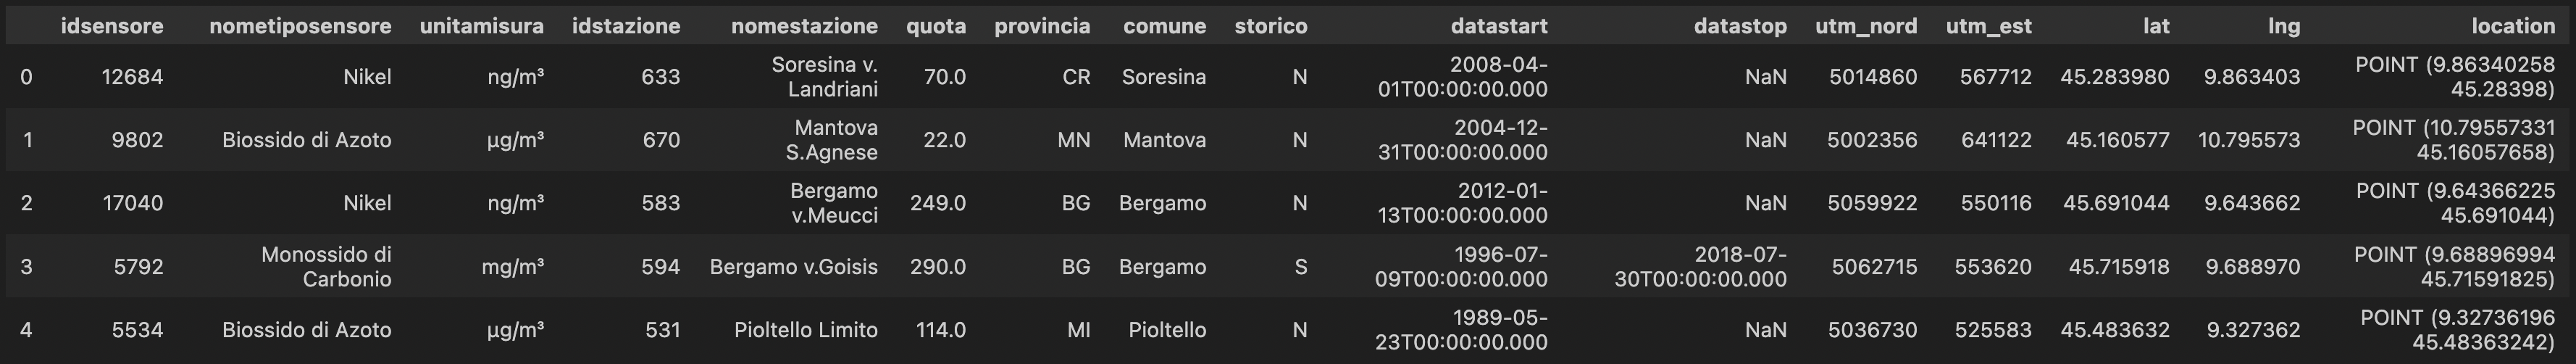 idsensore nometiposensore unitamisura idstazione nomestazione quota provincia comune storico datastart datastop utm_nord utm_est lat lng location
0 12684 Nikel ng/m³ 633 Soresina v. Landriani 70.0 CR Soresina N 2008-04-01T00:00:00.000 NaN 5014860 567712 45.283980 9.863403 POINT (9.86340258 45.28398)
1 9802 Biossido di Azoto µg/m³ 670 Mantova S.Agnese 22.0 MN Mantova N 2004-12-31T00:00:00.000 NaN 5002356 641122 45.160577 10.795573 POINT (10.79557331 45.16057658)
2 17040 Nikel ng/m³ 583 Bergamo v.Meucci 249.0 BG Bergamo N 2012-01-13T00:00:00.000 NaN 5059922 550116 45.691044 9.643662 POINT (9.64366225 45.691044)
3 5792 Monossido di Carbonio mg/m³ 594 Bergamo v.Goisis 290.0 BG Bergamo S 1996-07-09T00:00:00.000 2018-07-30T00:00:00.000 5062715 553620 45.715918 9.688970 POINT (9.68896994 45.71591825)
4 5534 Biossido di Azoto µg/m³ 531 Pioltello Limito 114.0 MI Pioltello N 1989-05-23T00:00:00.000 NaN 5036730 525583 45.483632 9.327362 POINT (9.32736196 45.48363242)